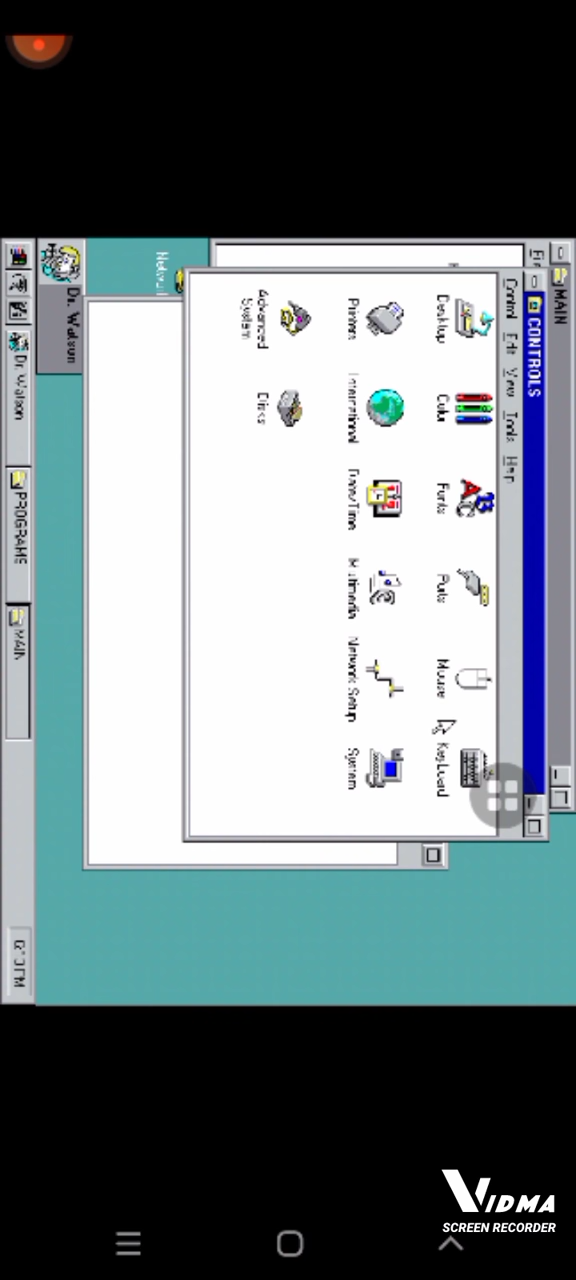 MAIN
CONTROLS
Control Edit View Tools Help
Desktop Color Fonts Ports Mouse Keyboard
Printers International Date/Time Multimedia Network Setup System
Advanced System Disks
Dr. Watson
Dr. Watson PROGRAMS MAIN
VIDMA
SCREEN RECORDER